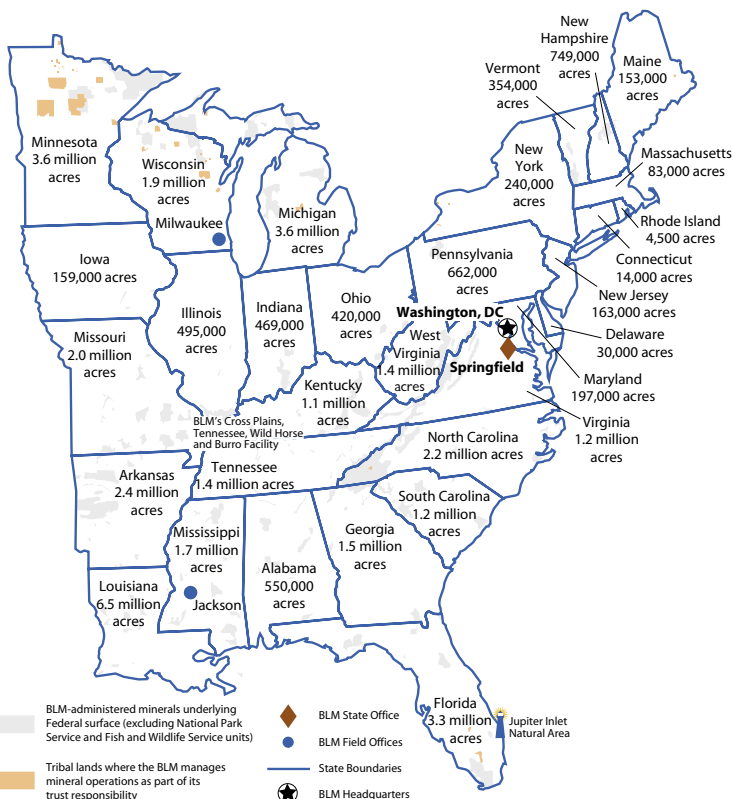 New
Hampshire
749,000
acres
Maine
153,000
acres
Vermont
354,000
acres
Minnesota
3.6 million
acres
Wisconsin
1.9 million
acres
New
York
240,000
acres
Massachusetts
83,000 acres
Milwaukee
Michigan
3.6 million
acres
Rhode Island
4,500 acres
Connecticut
14,000 acres
Iowa
159,000 acres
Pennsylvania
662,000
acres
New Jersey
163,000 acres
Illinois
495,000
acres
Indiana
469,000
acres
Ohio
420,000
acres
Washington, DC
Delaware
30,000 acres
Missouri
2.0 million
acres
West
Virginia
1.4 million
acres
Springfield
Maryland
197,000 acres
Kentucky
1.1 million
acres
Virginia
1.2 million
acres
BLM's Cross Plains,
Tennessee, Wild Horse
and Burro Facility
North Carolina
2.2 million acres
Arkansas
2.4 million
acres
Tennessee
1.4 million acres
South Carolina
1.2 million
acres
Mississippi
1.7 million
acres
Georgia
1.5 million
acres
Alabama
550,000
acres
Louisiana
6.5 million
acres
Jackson
Florida
3.3 million
acres
Jupiter Inlet
Natural Area
BLM-administered minerals underlying
Federal surface (excluding National Park
Service and Fish and Wildlife Service units)
Tribal lands where the BLM manages
mineral operations as part of its
trust responsibility
BLM State Office
BLM Field Offices
State Boundaries
BLM Headquarters